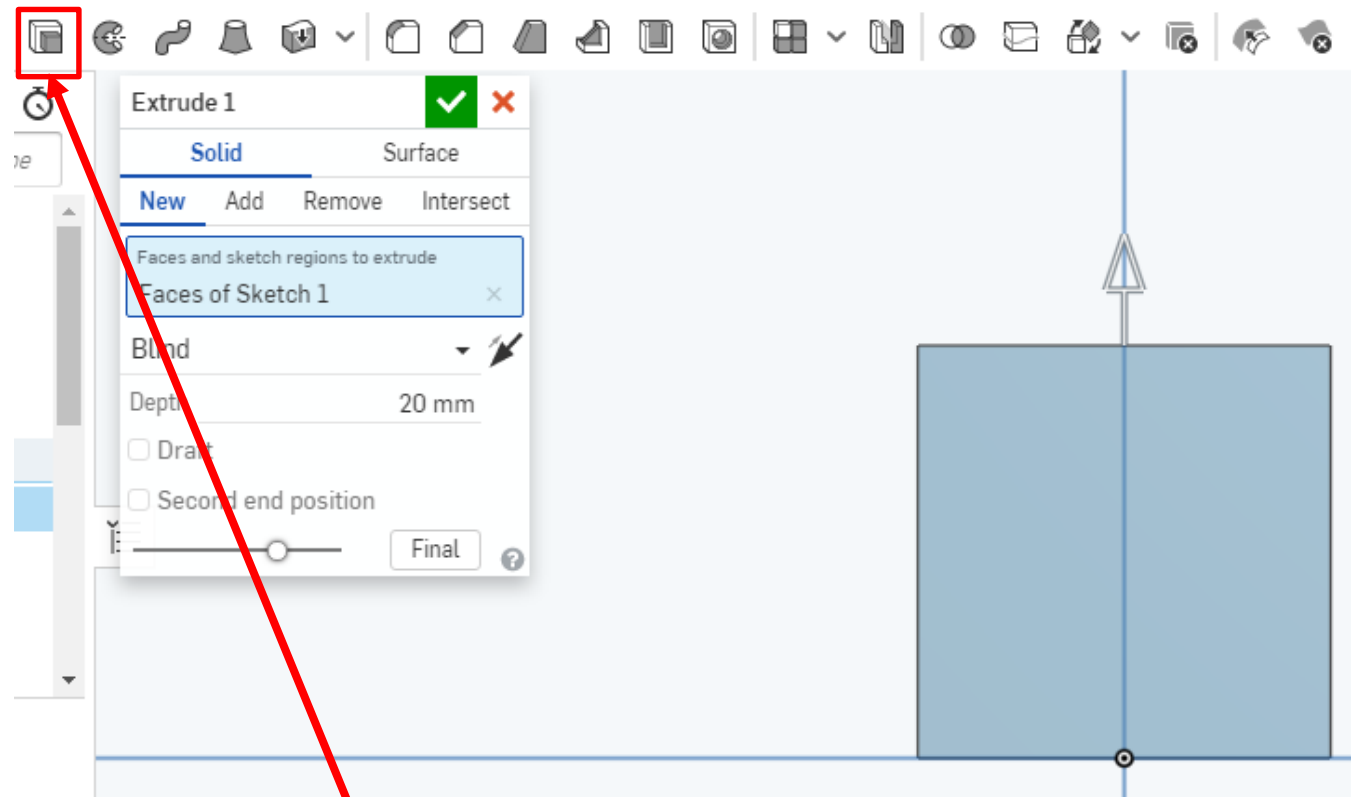 Extrude 1
Solid Surface
New Add Remove Intersect
Faces and sketch regions to extrude
Faces of Sketch 1
Blind
Depth 20 mm
Draft
Second end position
Final